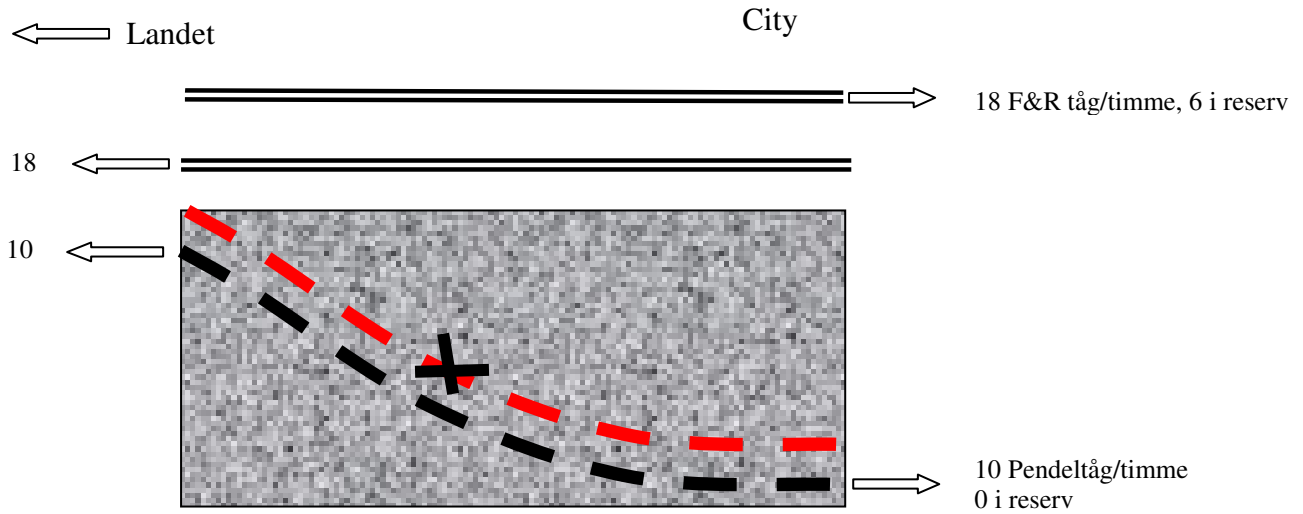 City
Landet
18 F&R tåg/timme, 6 i reserv
18
10
10 Pendeltåg/timme
0 i reserv